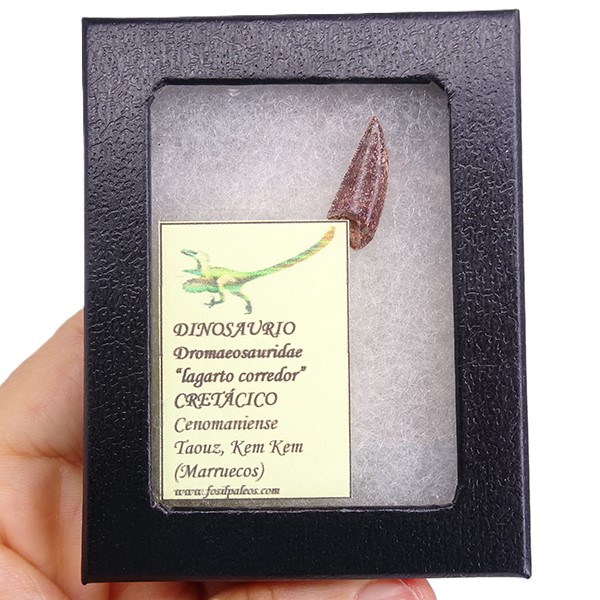 DINOSAURIO
Dromaeosauridae
“lagarto corredor”
CRETÁCICO
Cenomaniense
Taouz, Kem Kem
(Marruecos)
www.fosilpaleos.com